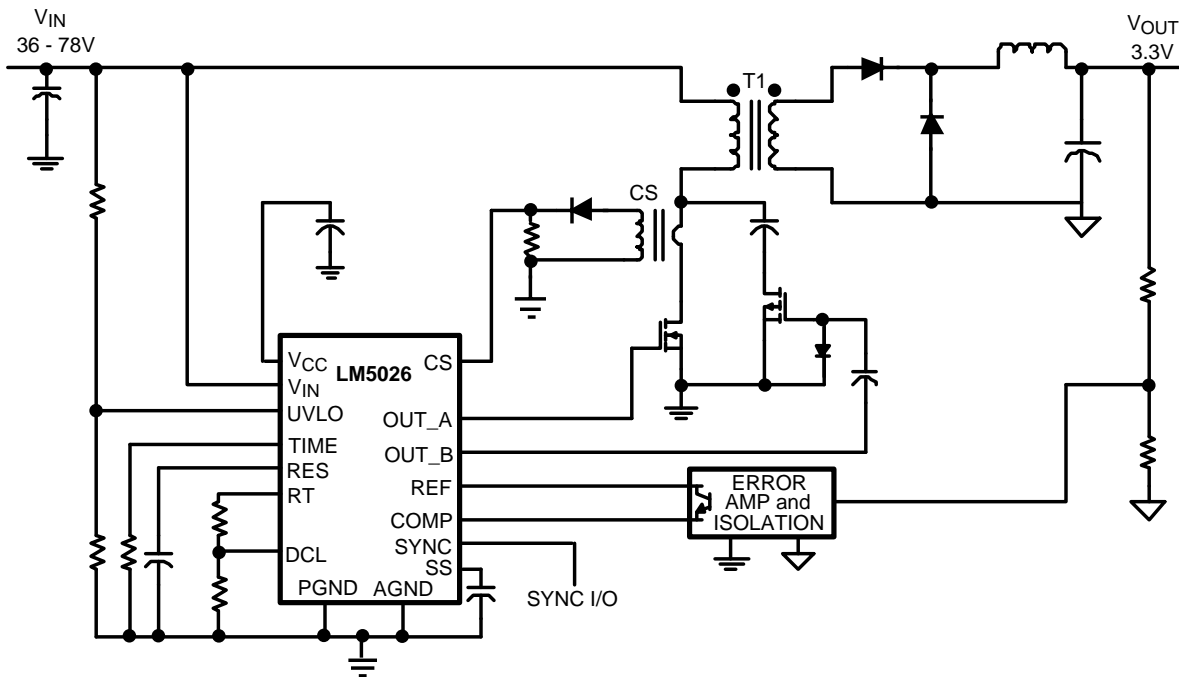 VIN
36 - 78V
VOUT
3.3V
T1
CS
VCC
LM5026
CS
VIN
UVLO
OUT_A
TIME
OUT_B
RES
RT
REF
ERROR
AMP and
ISOLATION
COMP
DCL
SYNC
SS
PGND
AGND
SYNC I/O